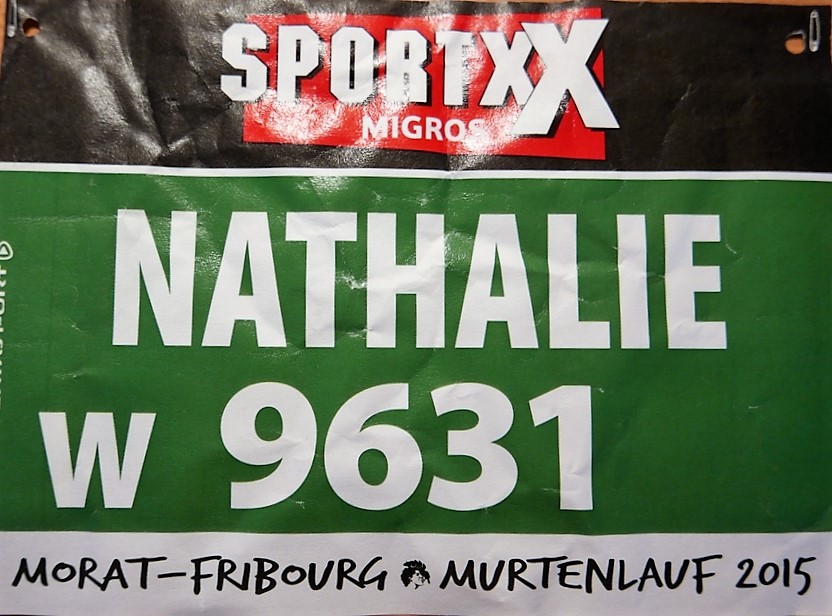 SPORTXX
MIGROS
NATHALIE
W 9631
MORAT-FRIBOURG MURTENLAUF 2015